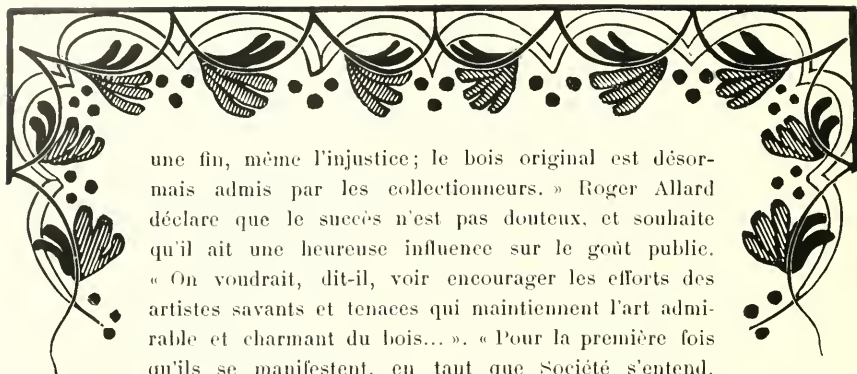 une fin, même l'injustice; le bois original est désor-
mais admis par les collectionneurs. » Roger Allard
déclare que le succès n'est pas douteux, et souhaite
qu'il ait une heureuse influence sur le goût public.
« On voudrait, dit-il, voir encourager les efforts des
artistes savants et tenaces qui maintiennent l'art admi-
rable et charmant du bois... ». « Pour la première fois
qu'ils se manifestent, en tant que Société s'entend,